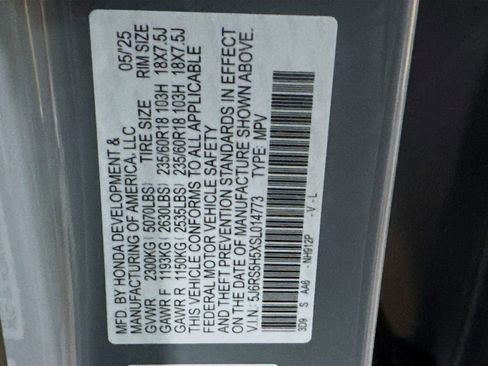 MFD. BY HONDA DEVELOPMENT & 05/'25
MANUFACTURING OF AMERICA, LLC
TIRE SIZE RIM SIZE
GVWR 2300KG( 5070LBS)
GAWR F 1193KG( 2630LBS) 235/60R18 103H 18X7.5J
GAWR R 1150KG( 2535LBS) 235/60R18 103H 18X7.5J
THIS VEHICLE CONFORMS TO ALL APPLICABLE
FEDERAL MOTOR VEHICLE SAFETY
AND THEFT PREVENTION STANDARDS IN EFFECT
ON THE DATE OF MANUFACTURE SHOWN ABOVE.
V.I.N.: 5J6RS5H5XSL014773 TYPE: MPV
3D9 S AA6 - NH912P - V - L